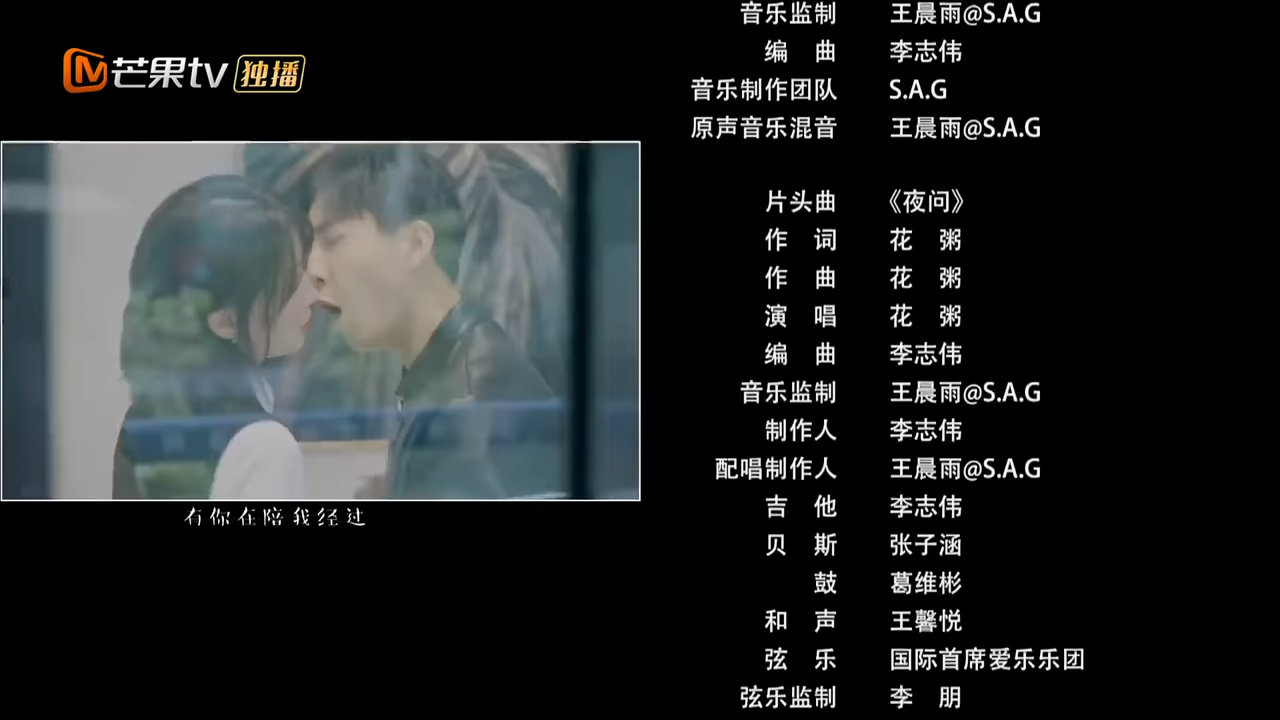 芒果tv 独播
有你在陪我经过
音乐监制 王晨雨@S.A.G
编 曲 李志伟
音乐制作团队 S.A.G
原声音乐混音 王晨雨@S.A.G
片头曲 《夜问》
作 词 花 粥
作 曲 花 粥
演 唱 花 粥
编 曲 李志伟
音乐监制 王晨雨@S.A.G
制作人 李志伟
配唱制作人 王晨雨@S.A.G
吉 他 李志伟
贝 斯 张子涵
鼓 葛维彬
和 声 王馨悦
弦 乐 国际首席爱乐乐团
弦乐监制 李 朋